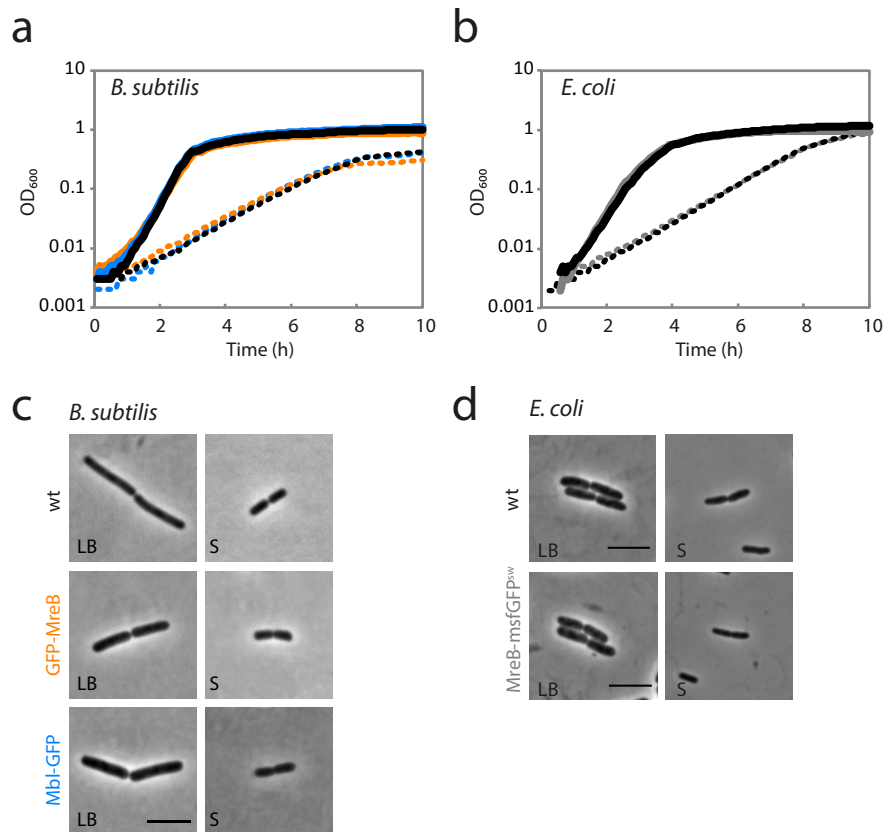 a
B. subtilis
OD600
10
1
0.1
0.01
0.001
0 2 4 6 8 10
Time (h)
b
E. coli
OD600
10
1
0.1
0.001
0.001
0 2 4 6 8 10
Time (h)
c
B. subtilis
wt
LB
S
GFP-MreB
LB
S
Mbl-GFP
LB
S
d
E. coli
wt
LB
S
MreB-msfGFPsw
LB
S